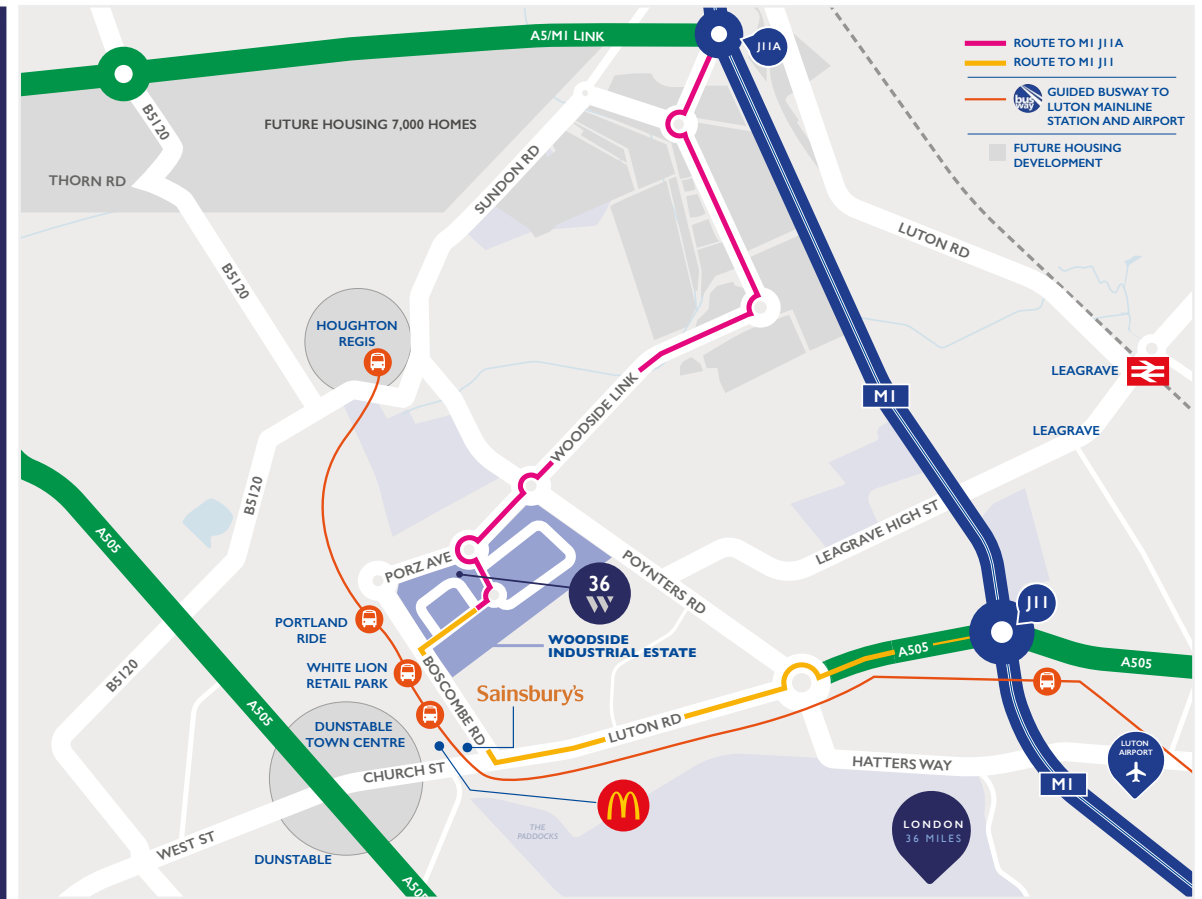 A5/M1 LINK
J11A
ROUTE TO M1 J11A
ROUTE TO M1 J11
bus
way
GUIDED BUSWAY TO
LUTON MAINLINE
STATION AND AIRPORT
FUTURE HOUSING
DEVELOPMENT
B5120
FUTURE HOUSING 7,000 HOMES
THORN RD
SUNDON RD
LUTON RD
B5120
HOUGHTON
REGIS
LEAGRAVE
M1
WOODSIDE LINK
LEAGRAVE
B5120
LEAGRAVE HIGH ST
A505
PORZ AVE
POYNTERS RD
36
J11
PORTLAND
RIDE
WOODSIDE
INDUSTRIAL ESTATE
A505
A505
WHITE LION
RETAIL PARK
BOSCOMBE RD
B5120
Sainsbury's
A505
DUNSTABLE
TOWN CENTRE
LUTON RD
LUTON
AIRPORT
HATTERS WAY
CHURCH ST
M1
LONDON
36 MILES
THE
PADDOCKS
WEST ST
DUNSTABLE
A505